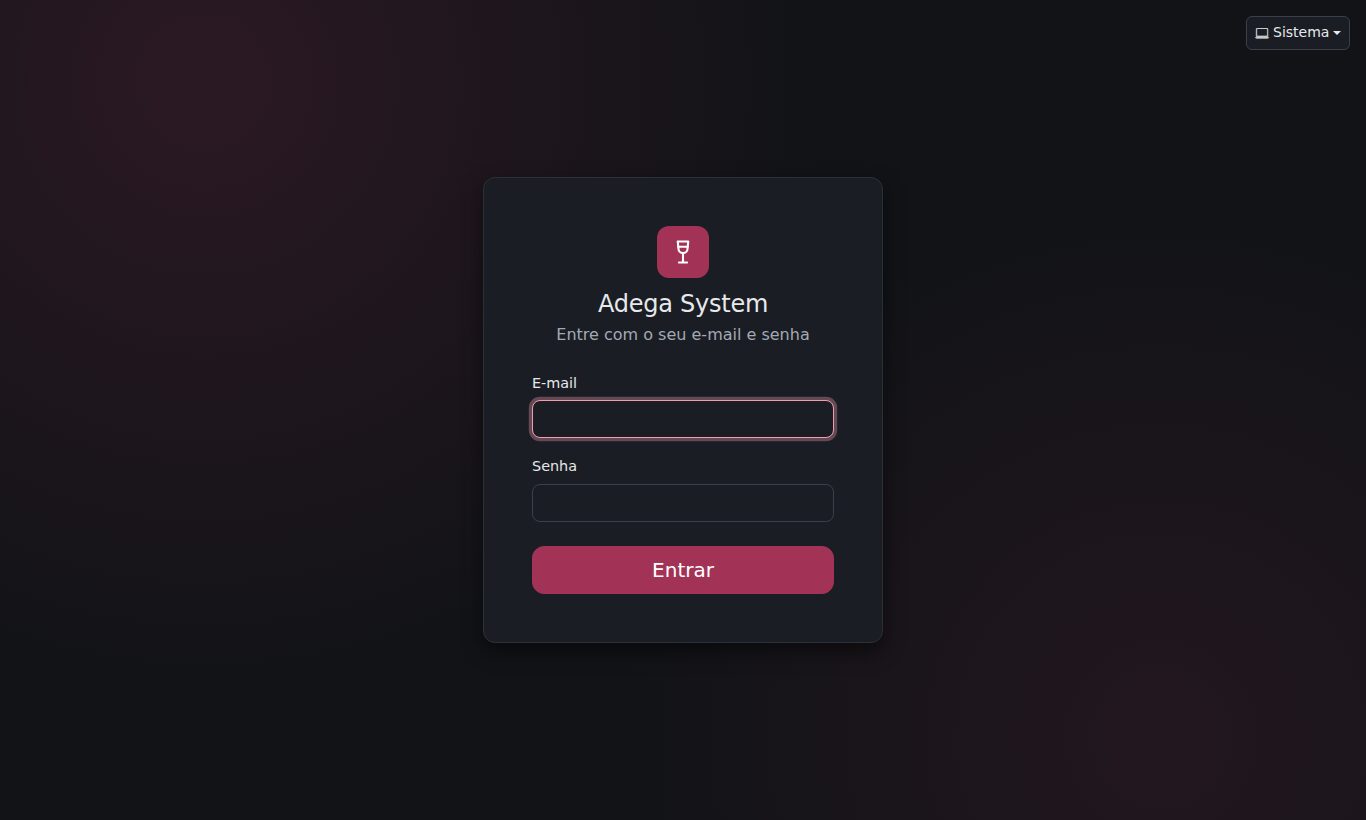 Sistema
Adega System
Entre com o seu e-mail e senha
E-mail
Senha
Entrar